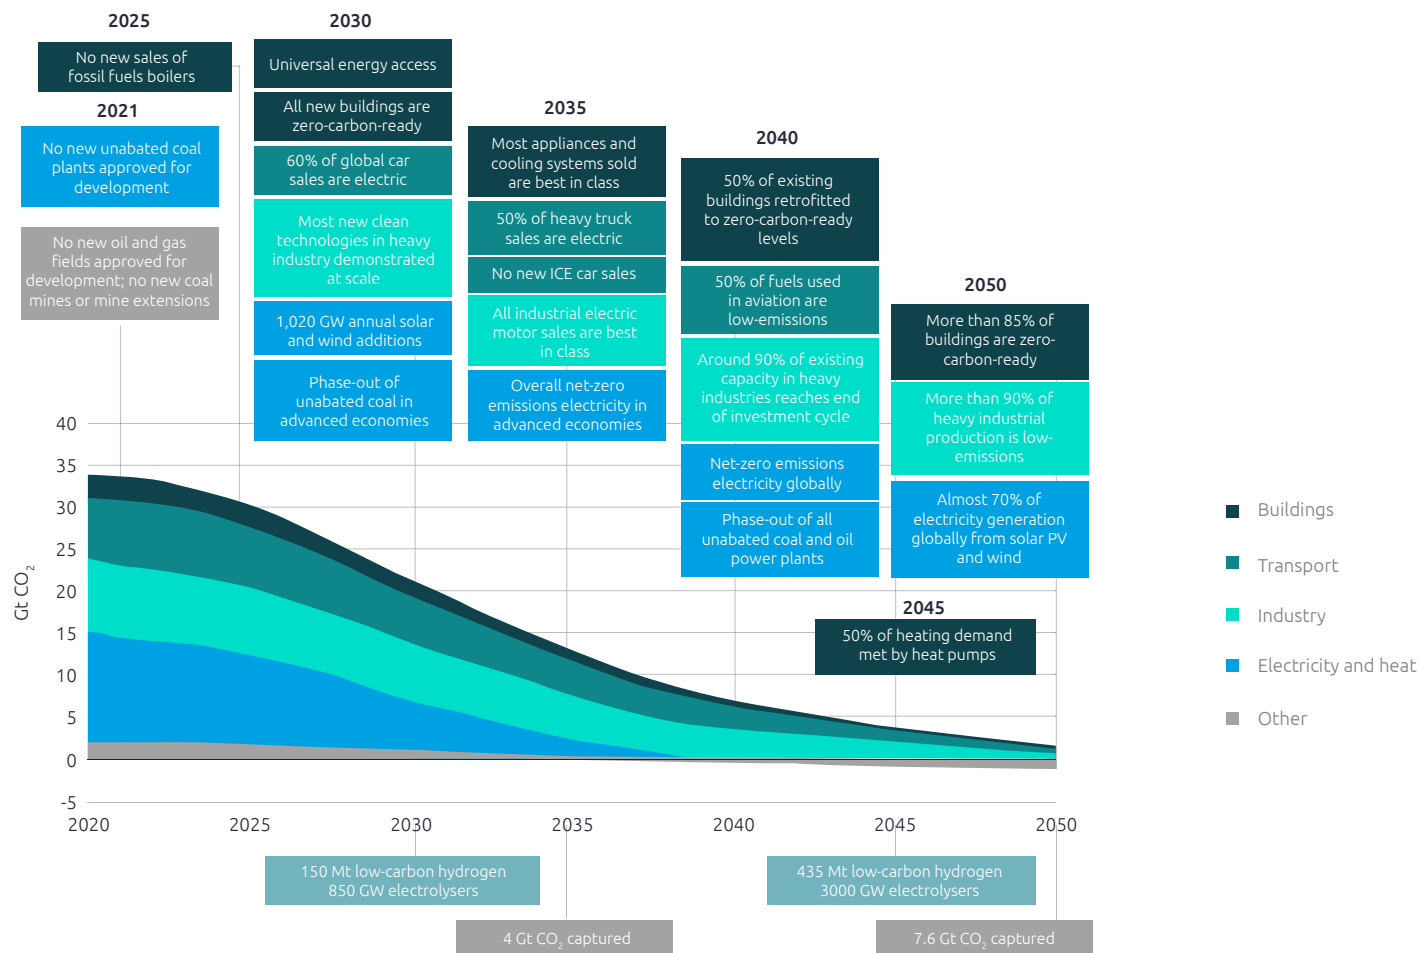 2025
No new sales of
fossil fuels boilers
2021
No new unabated coal
plants approved for
development
No new oil and gas
fields approved for
development; no new coal
mines or mine extensions
2030
Universal energy access
All new buildings are
zero-carbon-ready
60% of global car
sales are electric
Most new clean
technologies in heavy
industry demonstrated
at scale
1,020 GW annual solar
and wind additions
Phase-out of
unabated coal in
advanced economies
2035
Most appliances and
cooling systems sold
are best in class
50% of heavy truck
sales are electric
No new ICE car sales
All industrial electric
motor sales are best
in class
Overall net-zero
emissions electricity in
advanced economies
2040
50% of existing
buildings retrofitted
to zero-carbon-ready
levels
50% of fuels used
in aviation are
low-emissions
Around 90% of existing
capacity in heavy
industries reaches end
of investment cycle
Net-zero emissions
electricity globally
Phase-out of all
unabated coal and oil
power plants
2050
More than 85% of
buildings are zero-
carbon-ready
More than 90% of
heavy industrial
production is low-
emissions
Almost 70% of
electricity generation
globally from solar PV
and wind
2045
50% of heating demand
met by heat pumps
Gt CO₂
40
35
30
25
20
15
10
5
0
-5
2020 2025 2030 2035 2040 2045 2050
150 Mt low-carbon hydrogen
850 GW electrolysers
435 Mt low-carbon hydrogen
3000 GW electrolysers
4 Gt CO₂ captured
7.6 Gt CO₂ captured
Buildings
Transport
Industry
Electricity and heat
Other